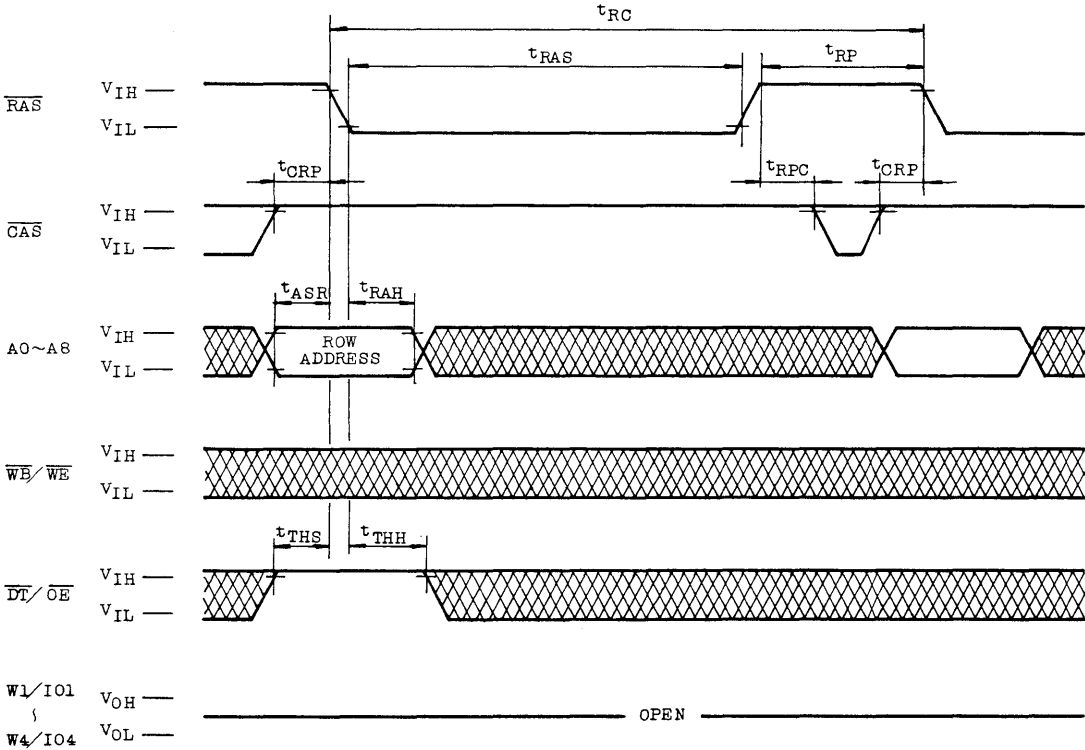 tRC
tRAS
tRP
RAS
VIH
VIL
tCRP
tRPC
tCRP
CAS
VIH
VIL
tASR
tRAH
A0~A8
VIH
VIL
ROW
ADDRESS
WB/WE
VIH
VIL
tTHS
tTHH
DT/OE
VIH
VIL
W1/IO1
~
W4/IO4
VOH
VOL
OPEN